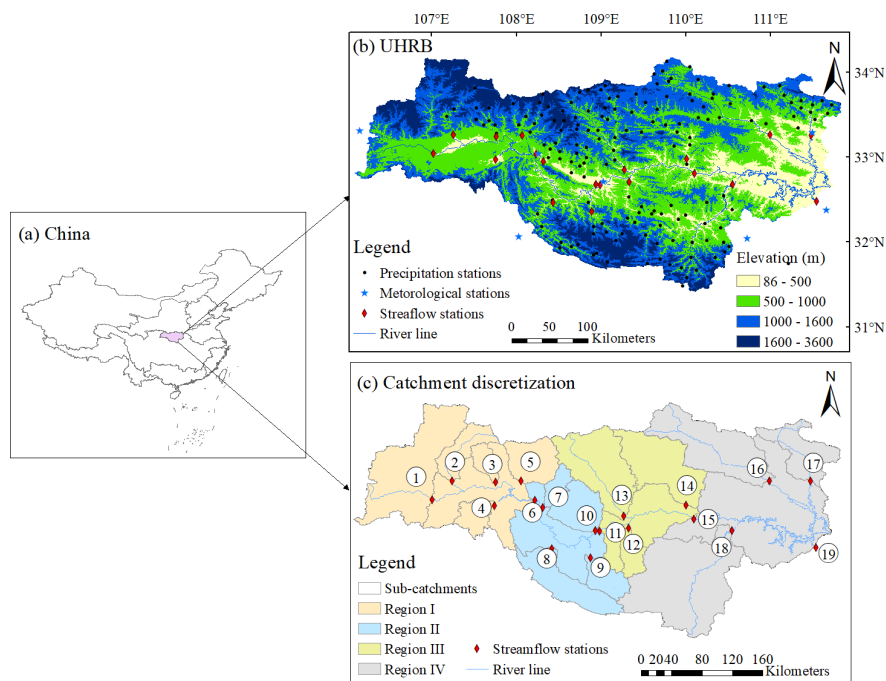 107°E 108°E 109°E 110°E 111°E
(b) UHRB
N
34°N
33°N
32°N
31°N
Legend
Precipitation stations
Metorological stations
Streaflow stations
River line
0 50 100
Kilometers
Elevation (m)
86 - 500
500 - 1000
1000 - 1600
1600 - 3600
(a) China
(c) Catchment discretization
N
1
2
3
4
5
6
7
8
9
10
11
12
13
14
15
16
17
18
19
Legend
Sub-catchments
Region I
Region II
Region III
Region IV
Streamflow stations
River line
0 20 40 80 120 160
Kilometers